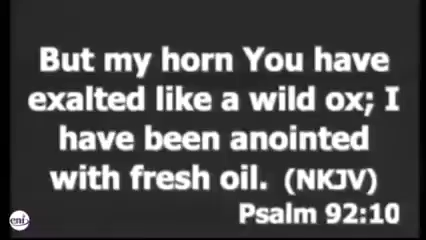 But my horn You have
exalted like a wild ox; I
have been anointed
with fresh oil. (NKJV)
Psalm 92:10